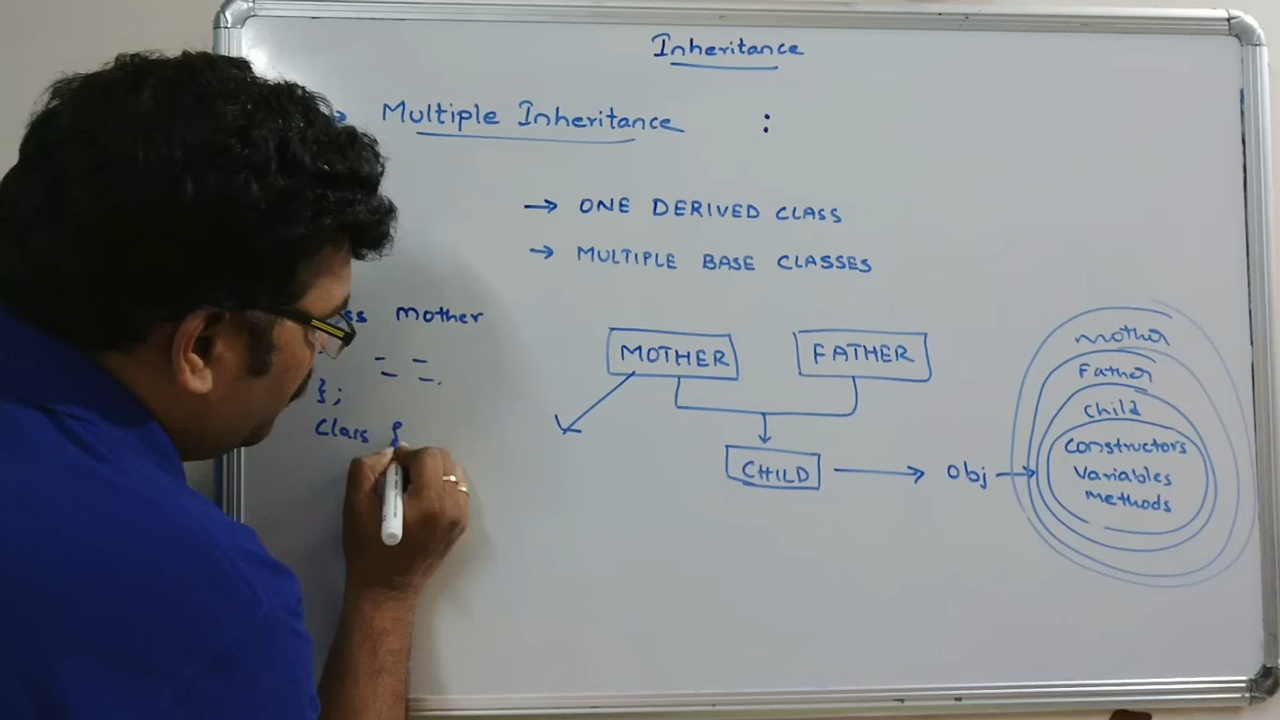 Inheritance
Multiple Inheritance :
→ ONE DERIVED CLASS
→ MULTIPLE BASE CLASSES
mother
};
Class
MOTHER
FATHER
CHILD
Obj
mother
Father
Child
Constructors
Variables
methods